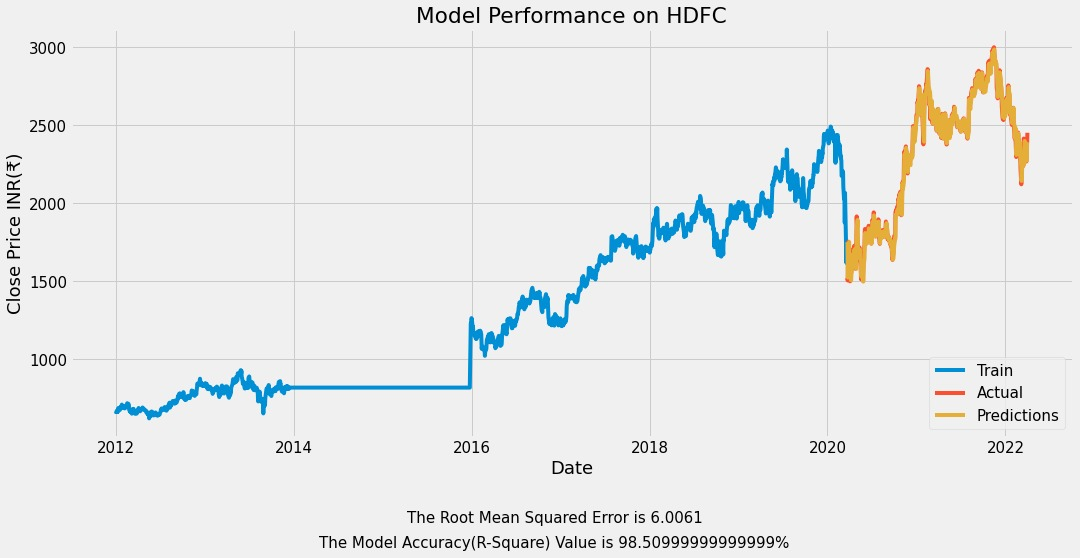 Model Performance on HDFC
Close Price INR(₹)
3000
2500
2000
1500
1000
Train
Actual
Predictions
2012 2014 2016 2018 2020 2022
Date
The Root Mean Squared Error is 6.0061
The Model Accuracy(R-Square) Value is 98.50999999999999%